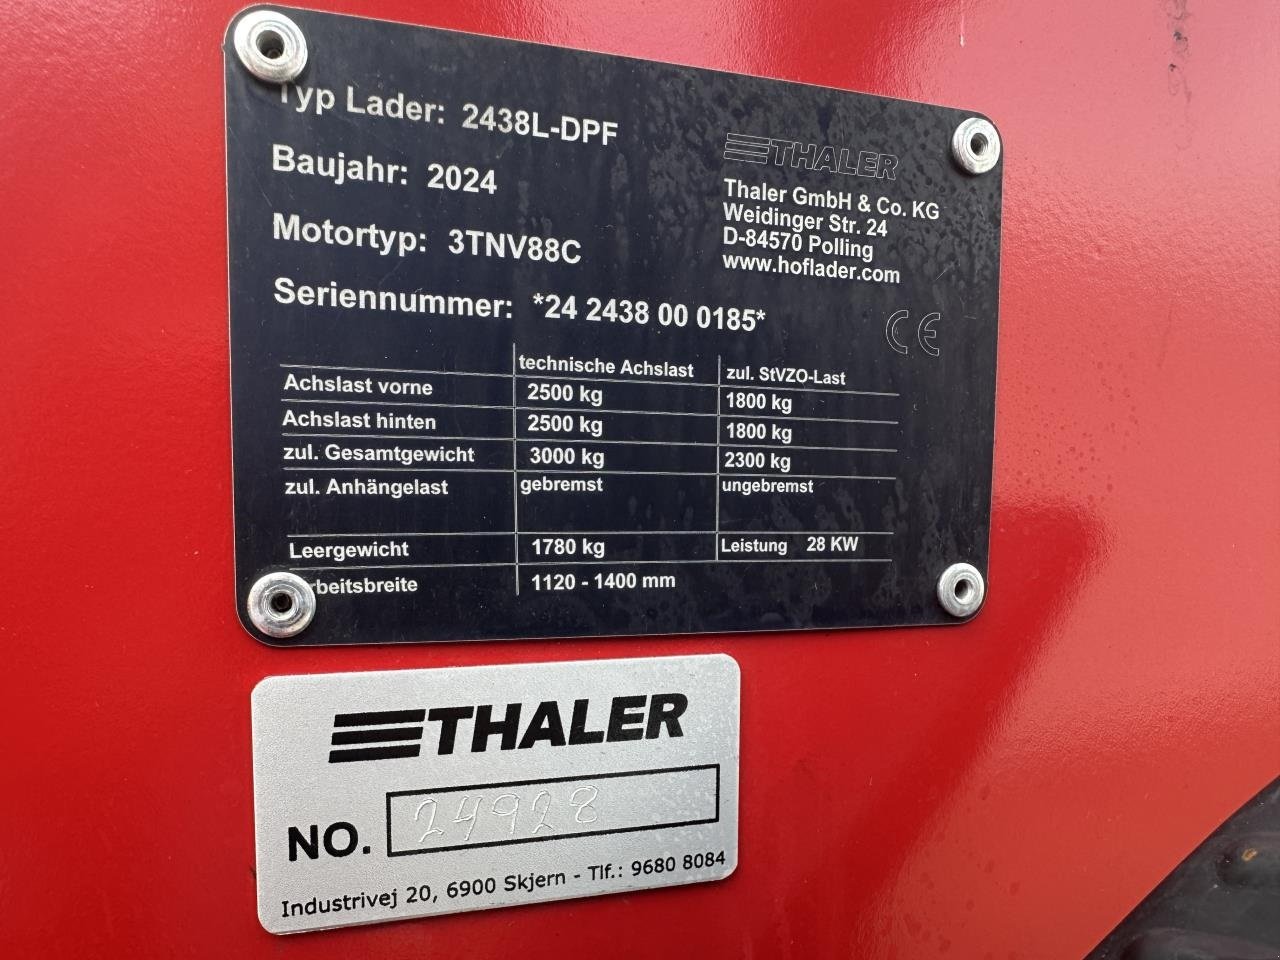 Typ Lader: 2438L-DPF
Baujahr: 2024
Motortyp: 3TNV88C
Seriennummer: *24 2438 00 0185*
THALER
Thaler GmbH & Co. KG
Weidinger Str. 24
D-84570 Polling
www.hoflader.com
CE
technische Achslast zul. StVZO-Last
Achslast vorne 2500 kg 1800 kg
Achslast hinten 2500 kg 1800 kg
zul. Gesamtgewicht 3000 kg 2300 kg
zul. Anhängelast gebremst ungebremst
Leergewicht 1780 kg Leistung 28 KW
Arbeitsbreite 1120 - 1400 mm
THALER
NO. 24928
Industrivej 20, 6900 Skjern - Tlf.: 9680 8084